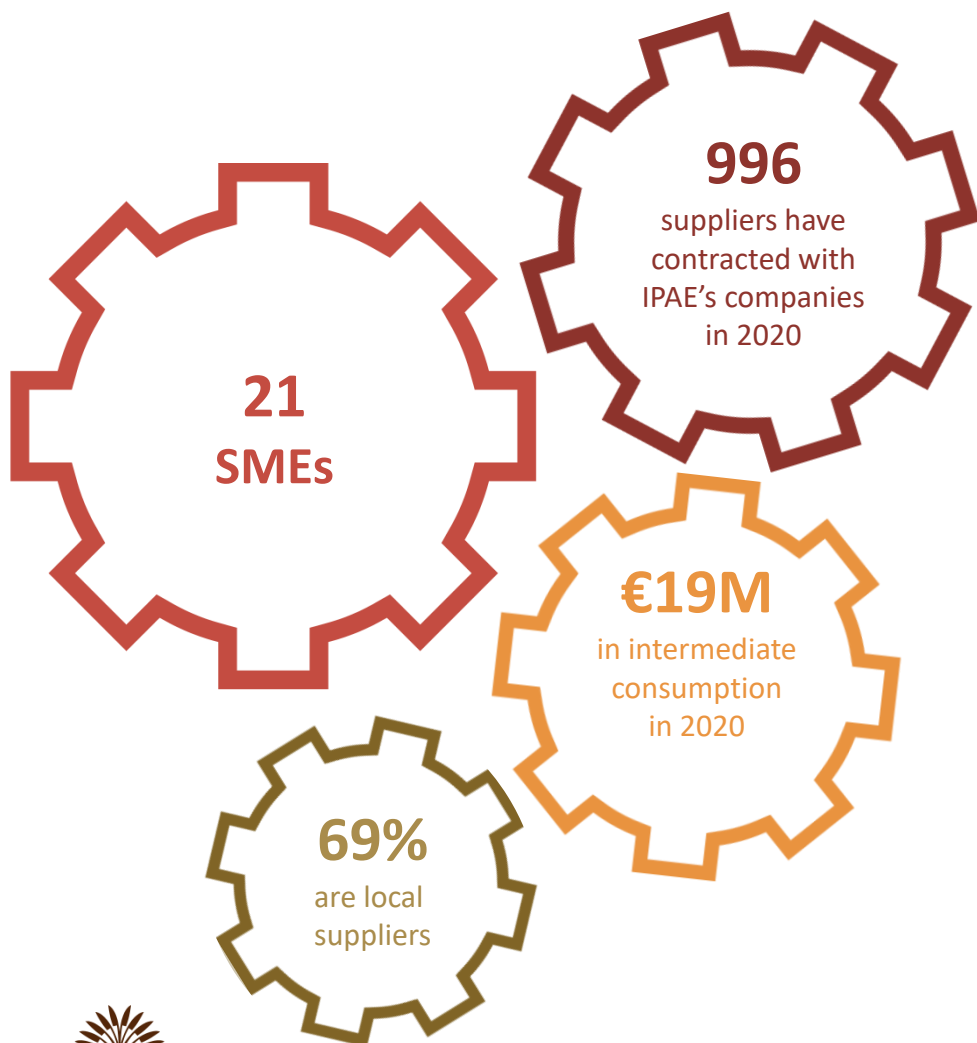 996
suppliers have
contracted with
IPAE’s companies
in 2020
21
SMEs
€19M
in intermediate
consumption
in 2020
69%
are local
suppliers